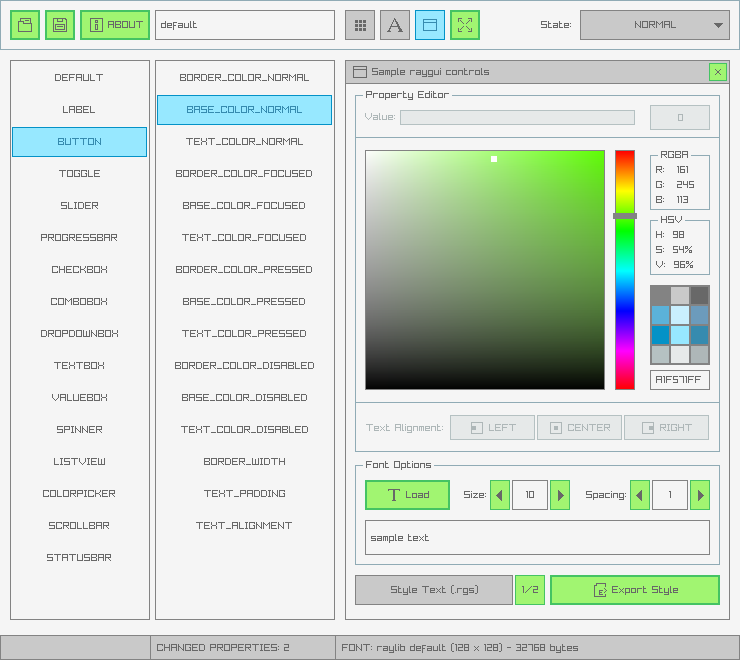 ABOUT default State: NORMAL
DEFAULT
LABEL
BUTTON
TOGGLE
SLIDER
PROGRESSBAR
CHECKBOX
COMBOBOX
DROPDOWNBOX
TEXTBOX
VALUEBOX
SPINNER
LISTVIEW
COLORPICKER
SCROLLBAR
STATUSBAR
BORDER_COLOR_NORMAL
BASE_COLOR_NORMAL
TEXT_COLOR_NORMAL
BORDER_COLOR_FOCUSED
BASE_COLOR_FOCUSED
TEXT_COLOR_FOCUSED
BORDER_COLOR_PRESSED
BASE_COLOR_PRESSED
TEXT_COLOR_PRESSED
BORDER_COLOR_DISABLED
BASE_COLOR_DISABLED
TEXT_COLOR_DISABLED
BORDER_WIDTH
TEXT_PADDING
TEXT_ALIGNMENT
Sample raygui controls
Property Editor
Value: 0
RGBA
R: 161
G: 245
B: 113
HSV
H: 98
S: 54%
V: 96%
A1F571FF
Text Alignment: LEFT CENTER RIGHT
Font Options
Load Size: 10 Spacing: 1
sample text
Style Text (.rgs) 1/2 Export Style
CHANGED PROPERTIES: 2 FONT: raylib default (128 x 128) - 32768 bytes